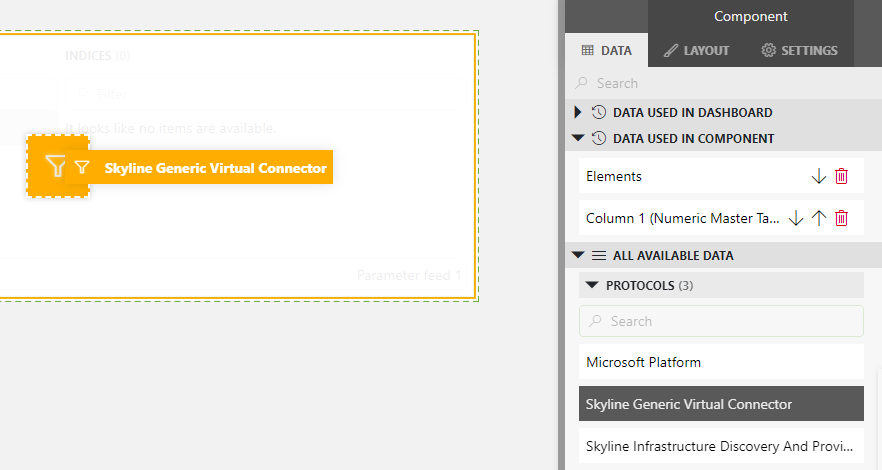 INDICES (0)
Filter
It looks like no items are available.
Skyline Generic Virtual Connector
Parameter feed 1
Component
DATA
LAYOUT
SETTINGS
Search
DATA USED IN DASHBOARD
DATA USED IN COMPONENT
Elements
Column 1 (Numeric Master Ta...
ALL AVAILABLE DATA
PROTOCOLS (3)
Search
Microsoft Platform
Skyline Generic Virtual Connector
Skyline Infrastructure Discovery And Provi...